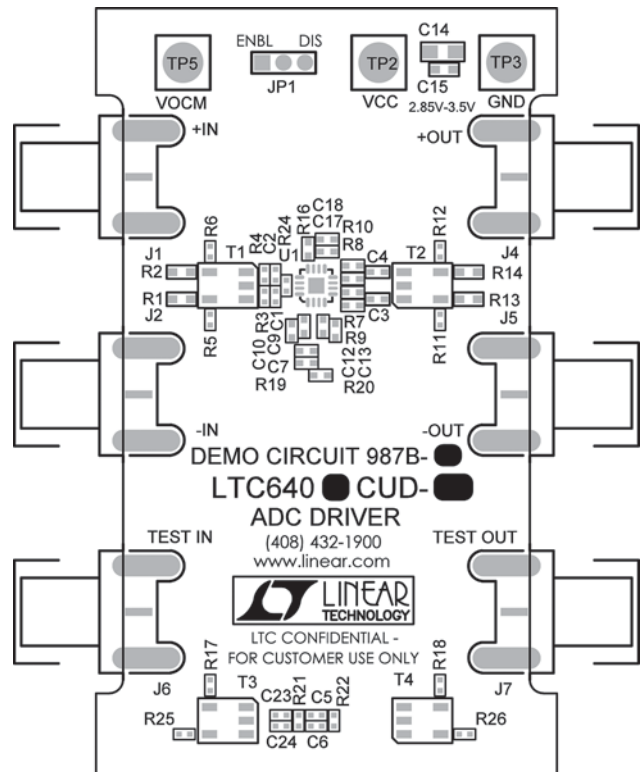 ENBL DIS
C14
TP5
TP2
TP3
JP1
C15
VOCM
VCC
2.85V-3.5V
GND
+IN
+OUT
R6
R4
C2
R24
R16
C18
C17
R10
R8
R12
J1
T1
U1
C4
T2
J4
R2
R14
R1
R13
J2
R3
C1
C3
J5
R5
C10
C9
R7
R9
R11
C7
C12
C13
R19
R20
-IN
-OUT
DEMO CIRCUIT 987B-
LTC640 CUD-
ADC DRIVER
TEST IN
(408) 432-1900
TEST OUT
www.linear.com
LT LINEAR
TECHNOLOGY
LTC CONFIDENTIAL -
FOR CUSTOMER USE ONLY
R17
R18
J6
T3
C23
R21
C5
R22
T4
J7
R25
C24
C6
R26